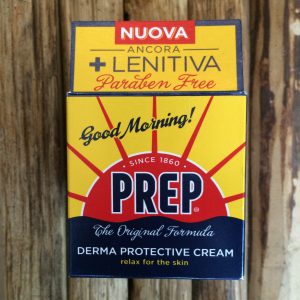 NUOVA
ANCORA
+ LENITIVA
Paraben Free
Good Morning!
• SINCE 1860 •
PREP®
The Original Formula
DERMA PROTECTIVE CREAM
relax for the skin